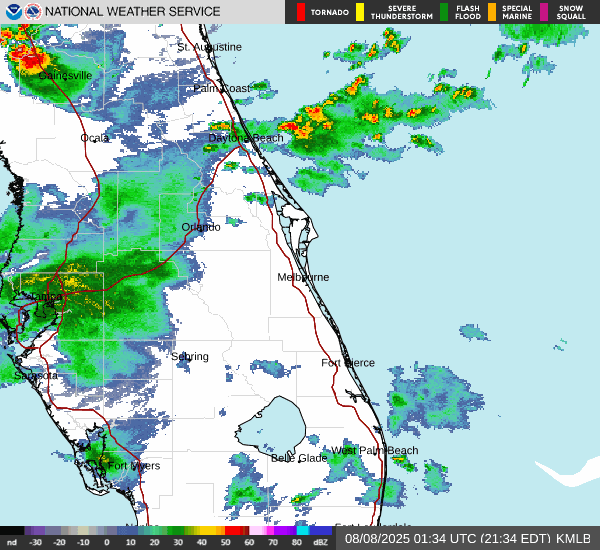 NATIONAL WEATHER SERVICE
TORNADO
SEVERE THUNDERSTORM
FLASH FLOOD
SPECIAL MARINE
SNOW SQUALL
St. Augustine
Gainesville
Palm Coast
Ocala
Daytona Beach
Orlando
Melbourne
Tampa
Sebring
Fort Pierce
Sarasota
West Palm Beach
Belle Glade
Fort Myers
nd -30 -20 -10 0 10 20 30 40 50 60 70 80 dBZ
08/08/2025 01:34 UTC (21:34 EDT) KMLB